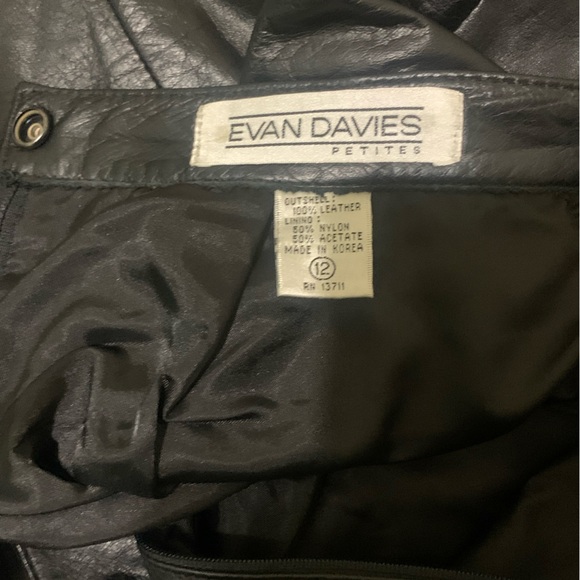 EVAN DAVIES
PETITES
OUTSHELL:
100% LEATHER
LINING:
50% NYLON
50% ACETATE
MADE IN KOREA
12
RN 13711